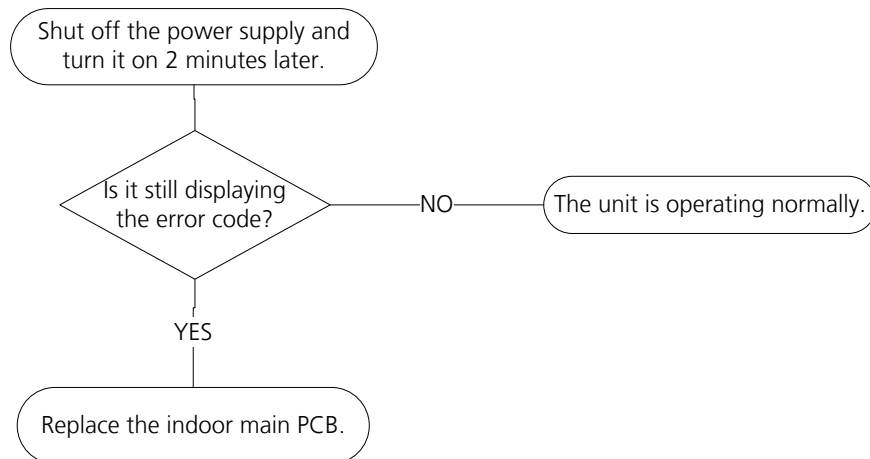 Shut off the power supply and
turn it on 2 minutes later.
Is it still displaying
the error code?
NO
The unit is operating normally.
YES
Replace the indoor main PCB.